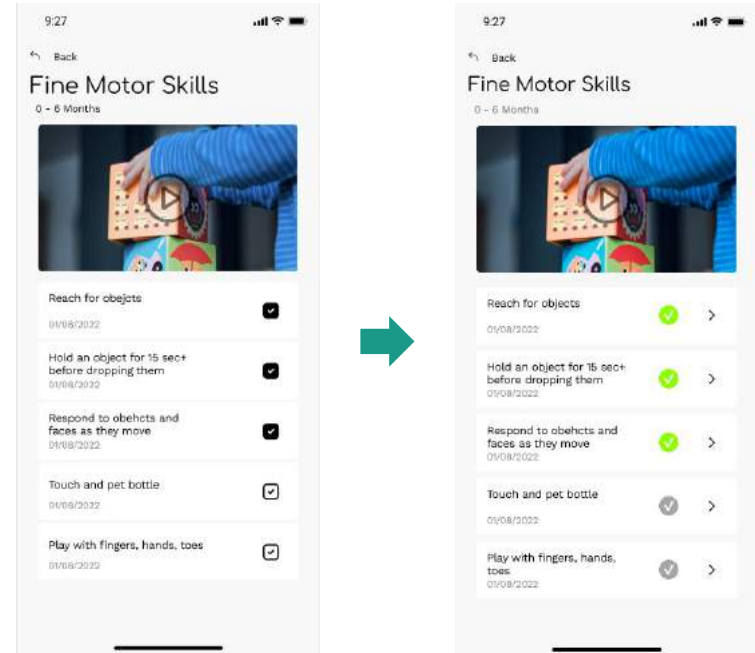 9:27
Back
Fine Motor Skills
0 - 6 Months
Reach for obejcts
01/08/2022
Hold an object for 15 sec+
before dropping them
01/08/2022
Respond to obehcts and
faces as they move
01/08/2022
Touch and pet bottle
01/08/2022
Play with fingers, hands, toes
01/08/2022
9:27
Back
Fine Motor Skills
0 - 6 Months
Reach for objects
01/08/2022
Hold an object for 15 sec+
before dropping them
01/08/2022
Respond to obehcts and
faces as they move
01/08/2022
Touch and pet bottle
01/08/2022
Play with fingers, hands,
toes
01/08/2022